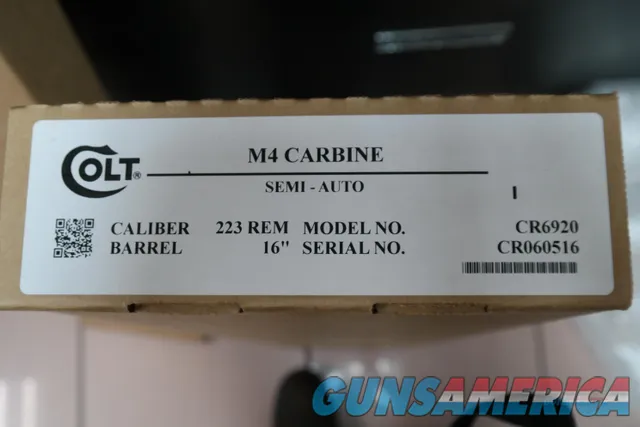 COLT®
M4 CARBINE
SEMI - AUTO
I
CALIBER 223 REM MODEL NO. CR6920
BARREL 16" SERIAL NO. CR060516
GUNSAMERICA